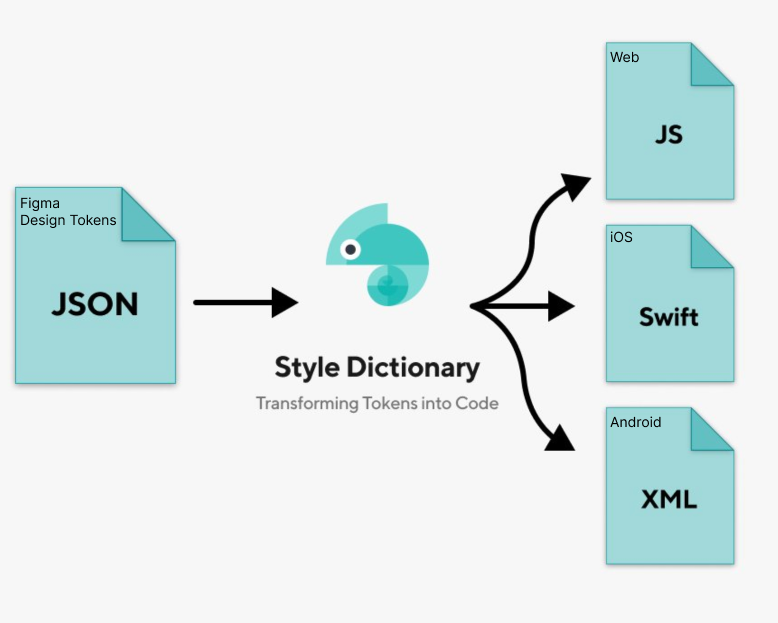 Figma
Design Tokens
JSON
Style Dictionary
Transforming Tokens into Code
Web
JS
iOS
Swift
Android
XML